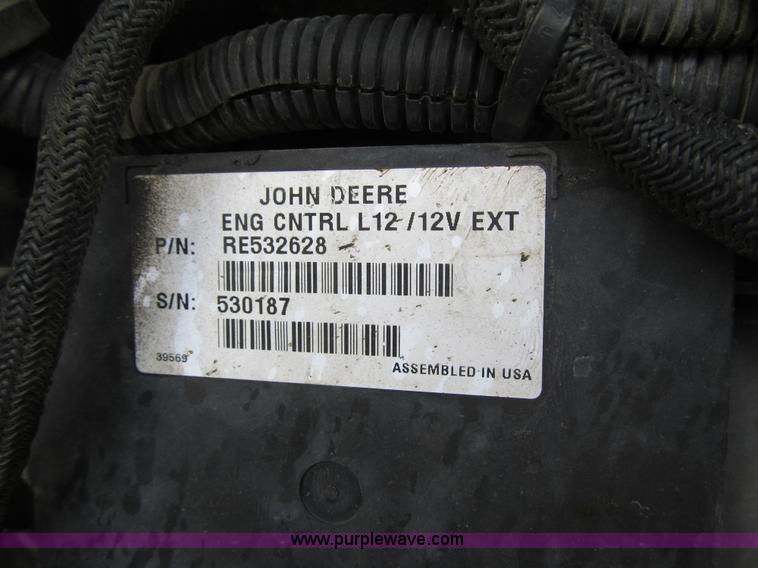 JOHN DEERE
ENG CNTRL L12 /12V EXT
P/N: RE532628
S/N: 530187
39569
ASSEMBLED IN USA
www.purplewave.com